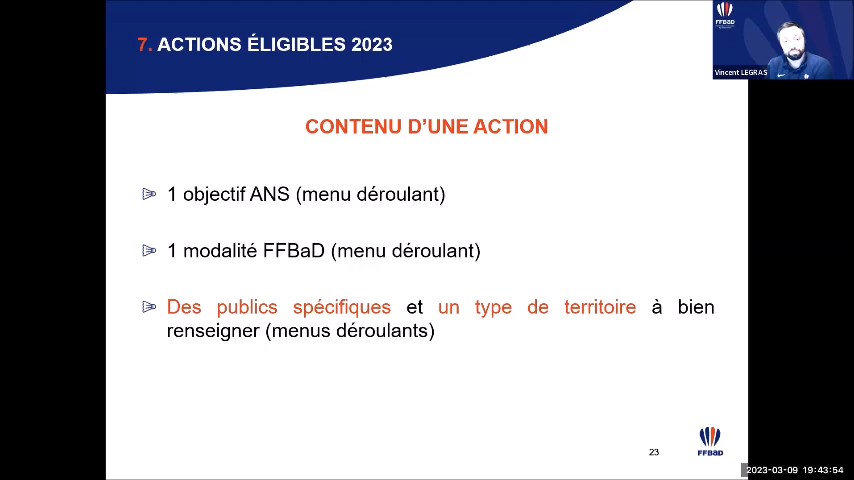 7. ACTIONS ÉLIGIBLES 2023
FFBaD
Vincent LEGRAS
CONTENU D'UNE ACTION
1 objectif ANS (menu déroulant)
1 modalité FFBaD (menu déroulant)
Des publics spécifiques et un type de territoire à bien
renseigner (menus déroulants)
23
FFBaD
2023-03-09 19:43:54